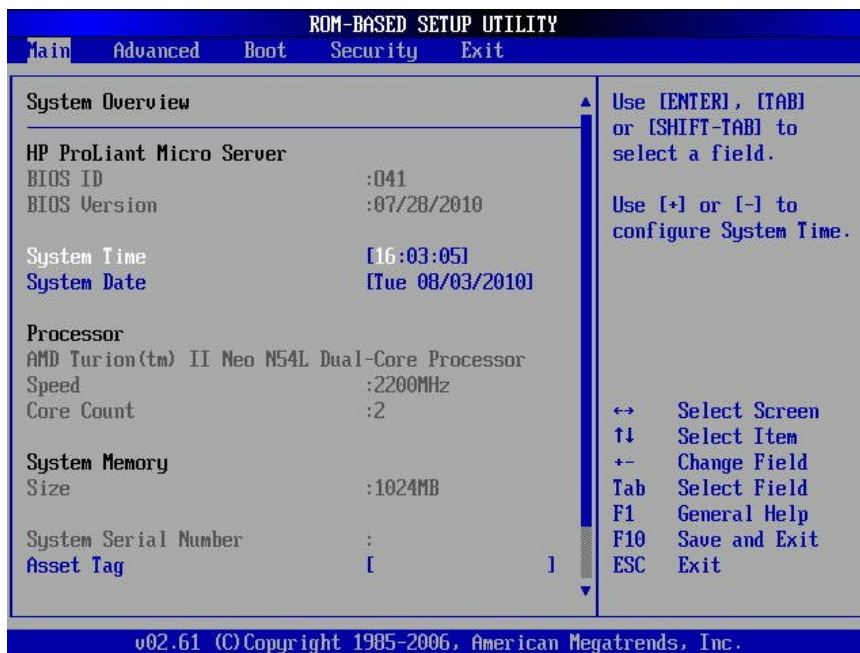 ROM-BASED SETUP UTILITY
Main Advanced Boot Security Exit
System Overview
HP ProLiant Micro Server
BIOS ID :O41
BIOS Version :07/28/2010
System Time [16:03:05]
System Date [Tue 08/03/2010]
Processor
AMD Turion(tm) II Neo N54L Dual-Core Processor
Speed :2200MHz
Core Count :2
System Memory
Size :1024MB
System Serial Number :
Asset Tag [ ]
Use [ENTER], [TAB]
or [SHIFT-TAB] to
select a field.
Use [+] or [-] to
configure System Time.
↔ Select Screen
↑↓ Select Item
+- Change Field
Tab Select Field
F1 General Help
F10 Save and Exit
ESC Exit
v02.61 (C)Copyright 1985-2006, American Megatrends, Inc.